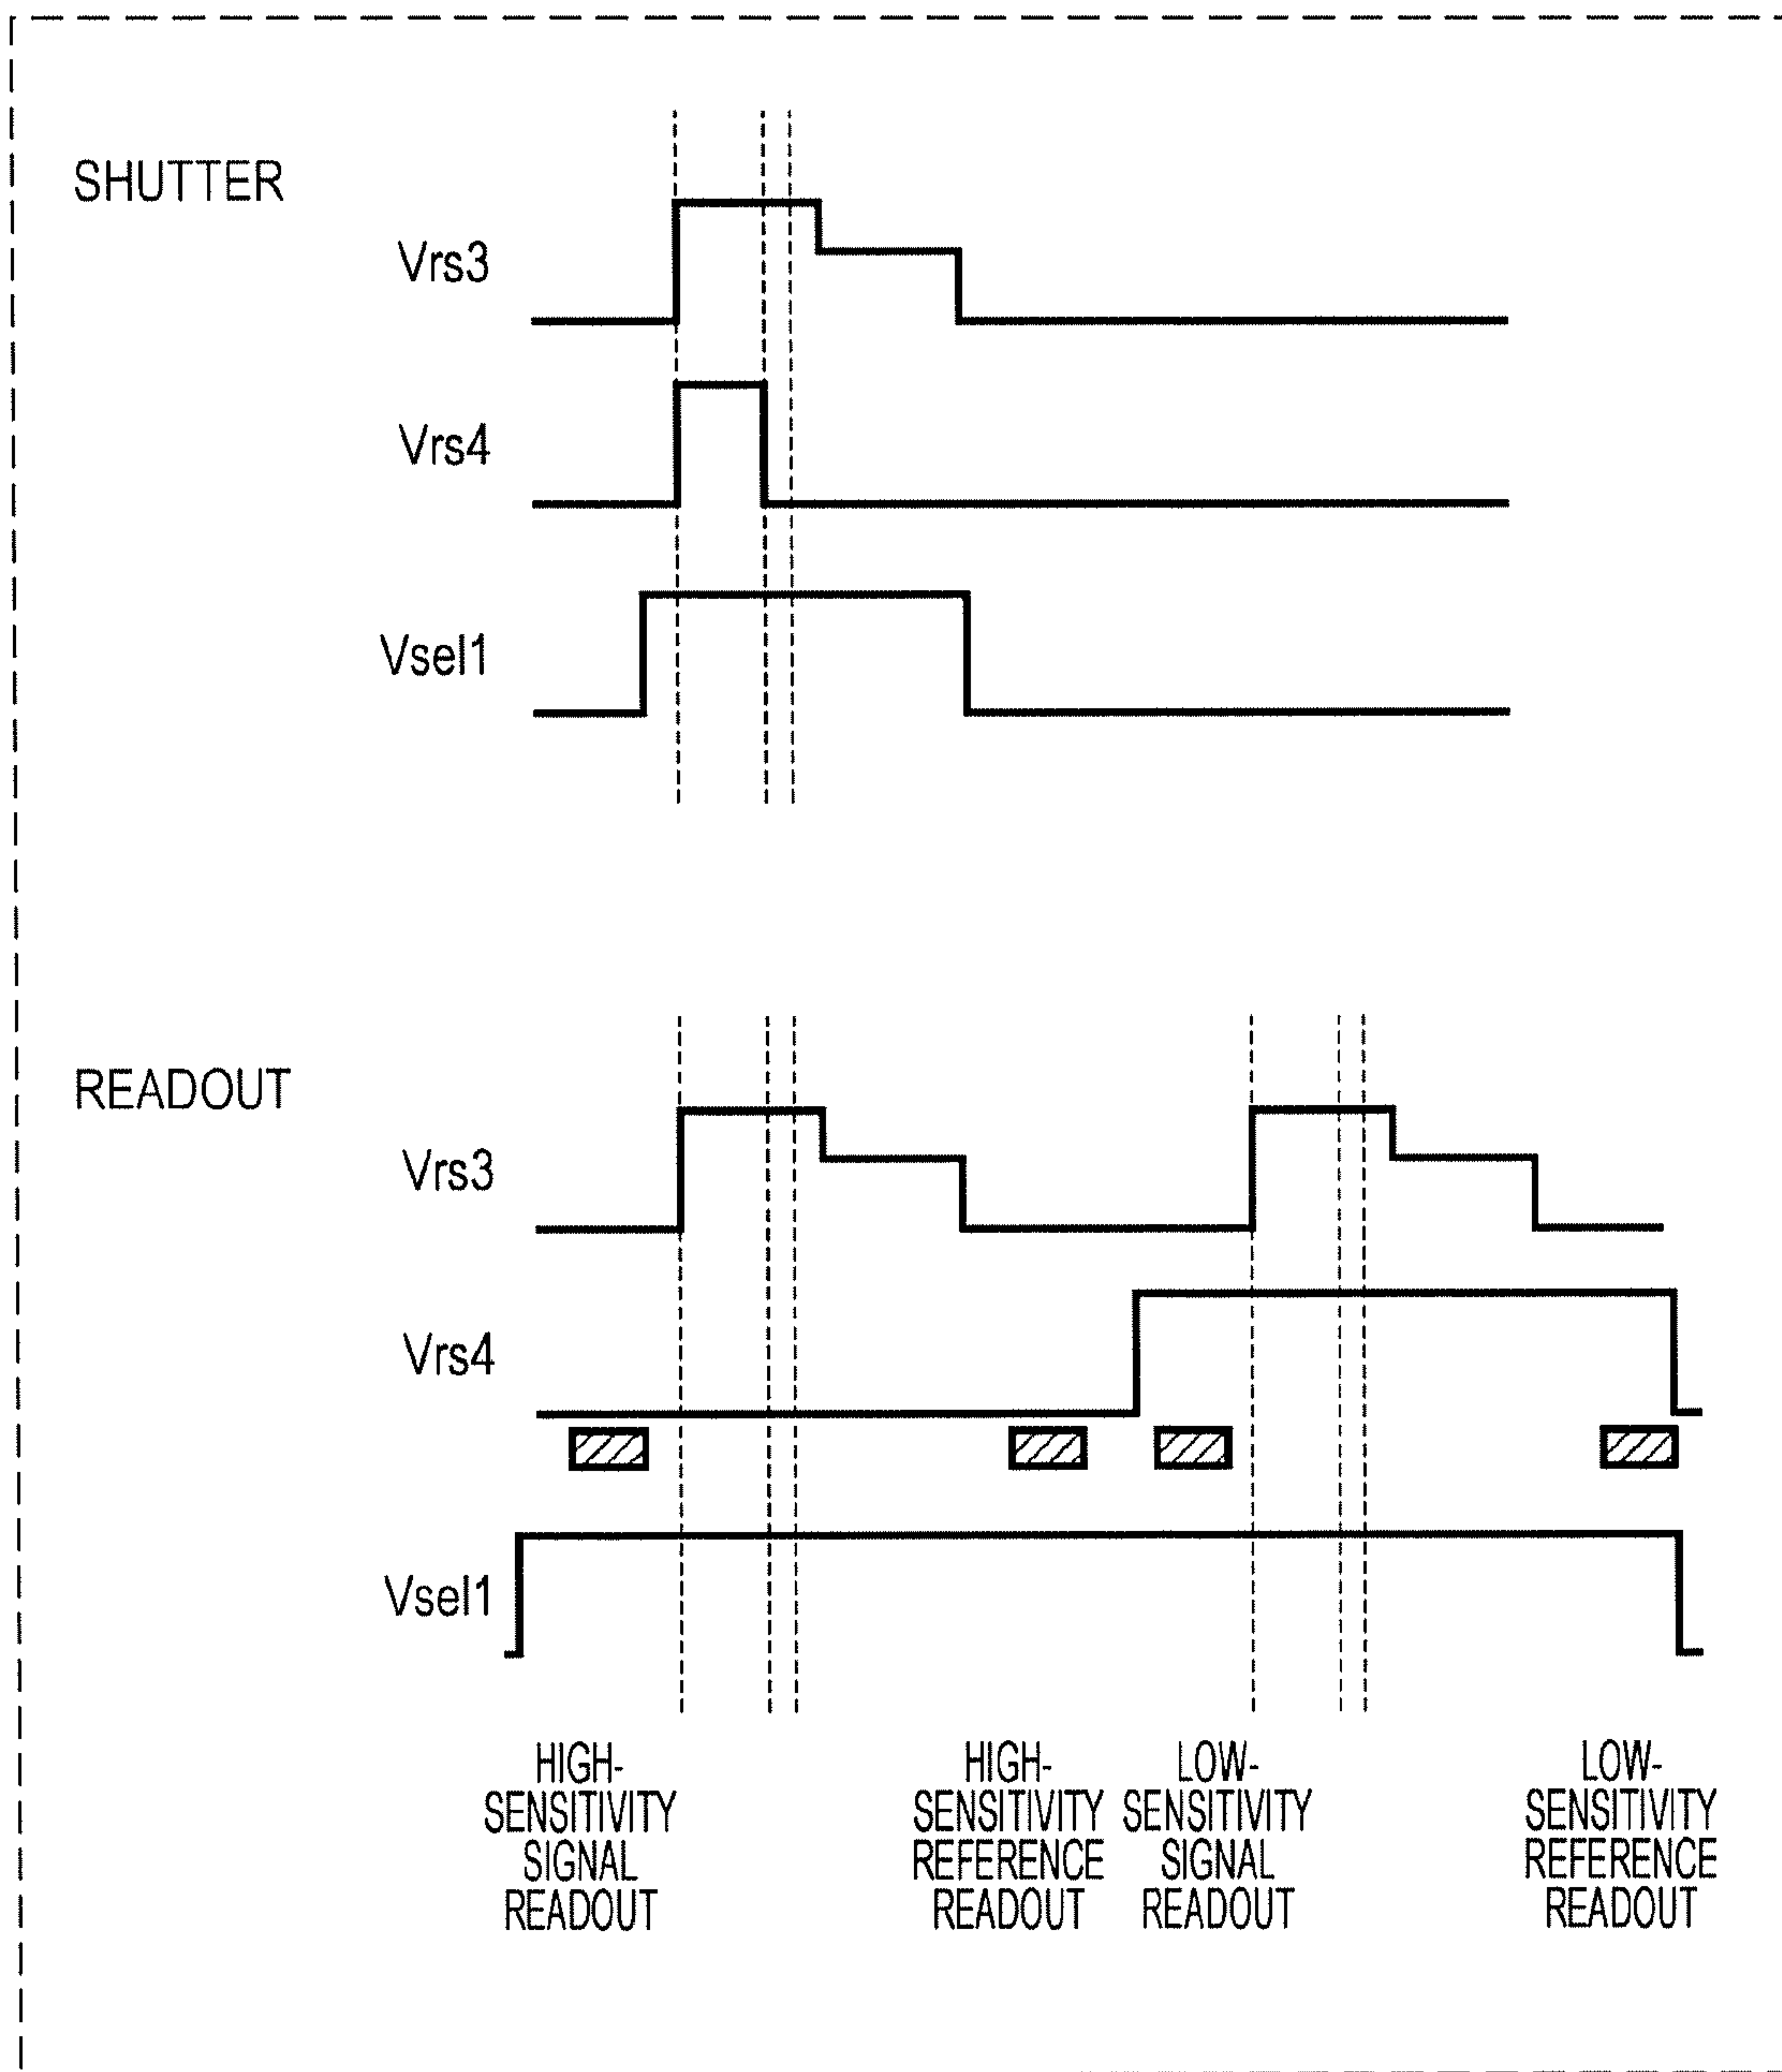 SHUTTER
Vrs3
Vrs4
Vsel1
READOUT
Vrs3
Vrs4
Vsel1
HIGH-
SENSITIVITY
SIGNAL
READOUT
HIGH-
SENSITIVITY
REFERENCE
READOUT
LOW-
SENSITIVITY
SIGNAL
READOUT
LOW-
SENSITIVITY
REFERENCE
READOUT